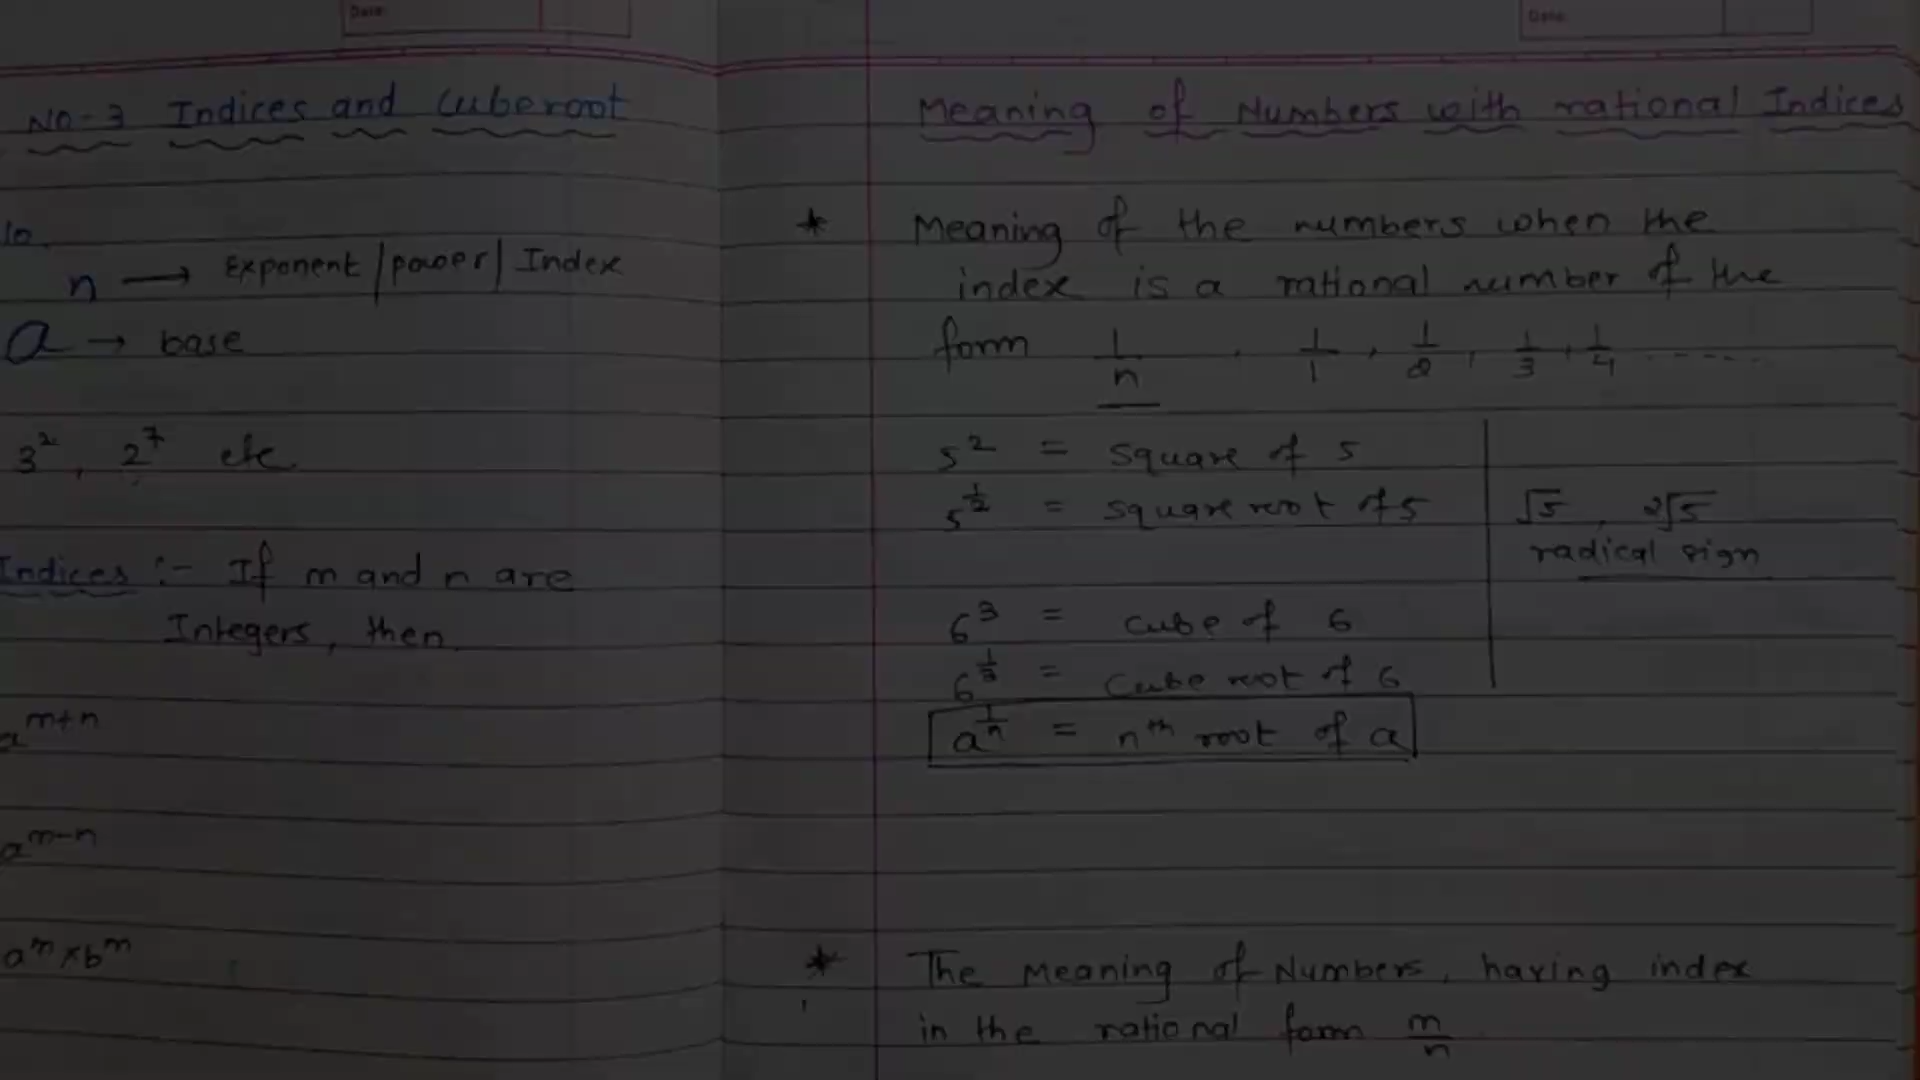 Date:
No-3 Indices and Cuberoot
n → Exponent | power | Index
a → base
3², 2⁷ etc
Indices :- If m and n are
Integers, then
a^(m+n)
a^(m-n)
a^m × b^m
Date:
Meaning of Numbers with rational Indices
* Meaning of the numbers when the
index is a rational number of the
form 1/n , 1/1 , 1/2 , 1/3 , 1/4 .......
5² = square of 5
5^(1/2) = square root of 5
√5 , ²√5
radical sign
6³ = cube of 6
6^(1/3) = Cube root of 6
a^(1/n) = nth root of a
* The Meaning of Numbers, having index
in the rational form m/n